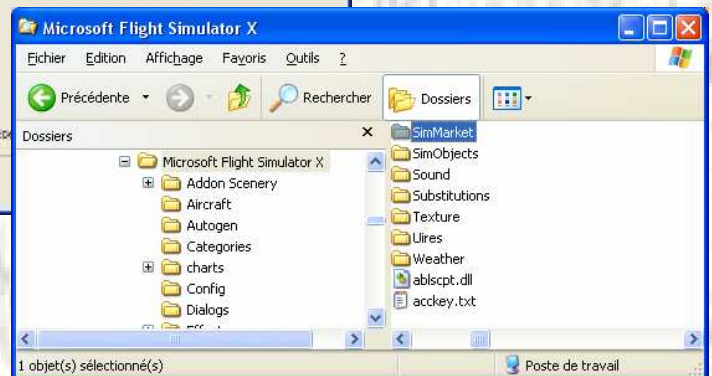 Microsoft Flight Simulator X
Fichier Edition Affichage Favoris Outils ?
Précédente Rechercher Dossiers
Dossiers
Microsoft Flight Simulator X
Addon Scenery
Aircraft
Autogen
Categories
charts
Config
Dialogs
SimMarket
SimObjects
Sound
Substitutions
Texture
Uires
Weather
ablscpt.dll
acckey.txt
1 objet(s) sélectionné(s)
Poste de travail